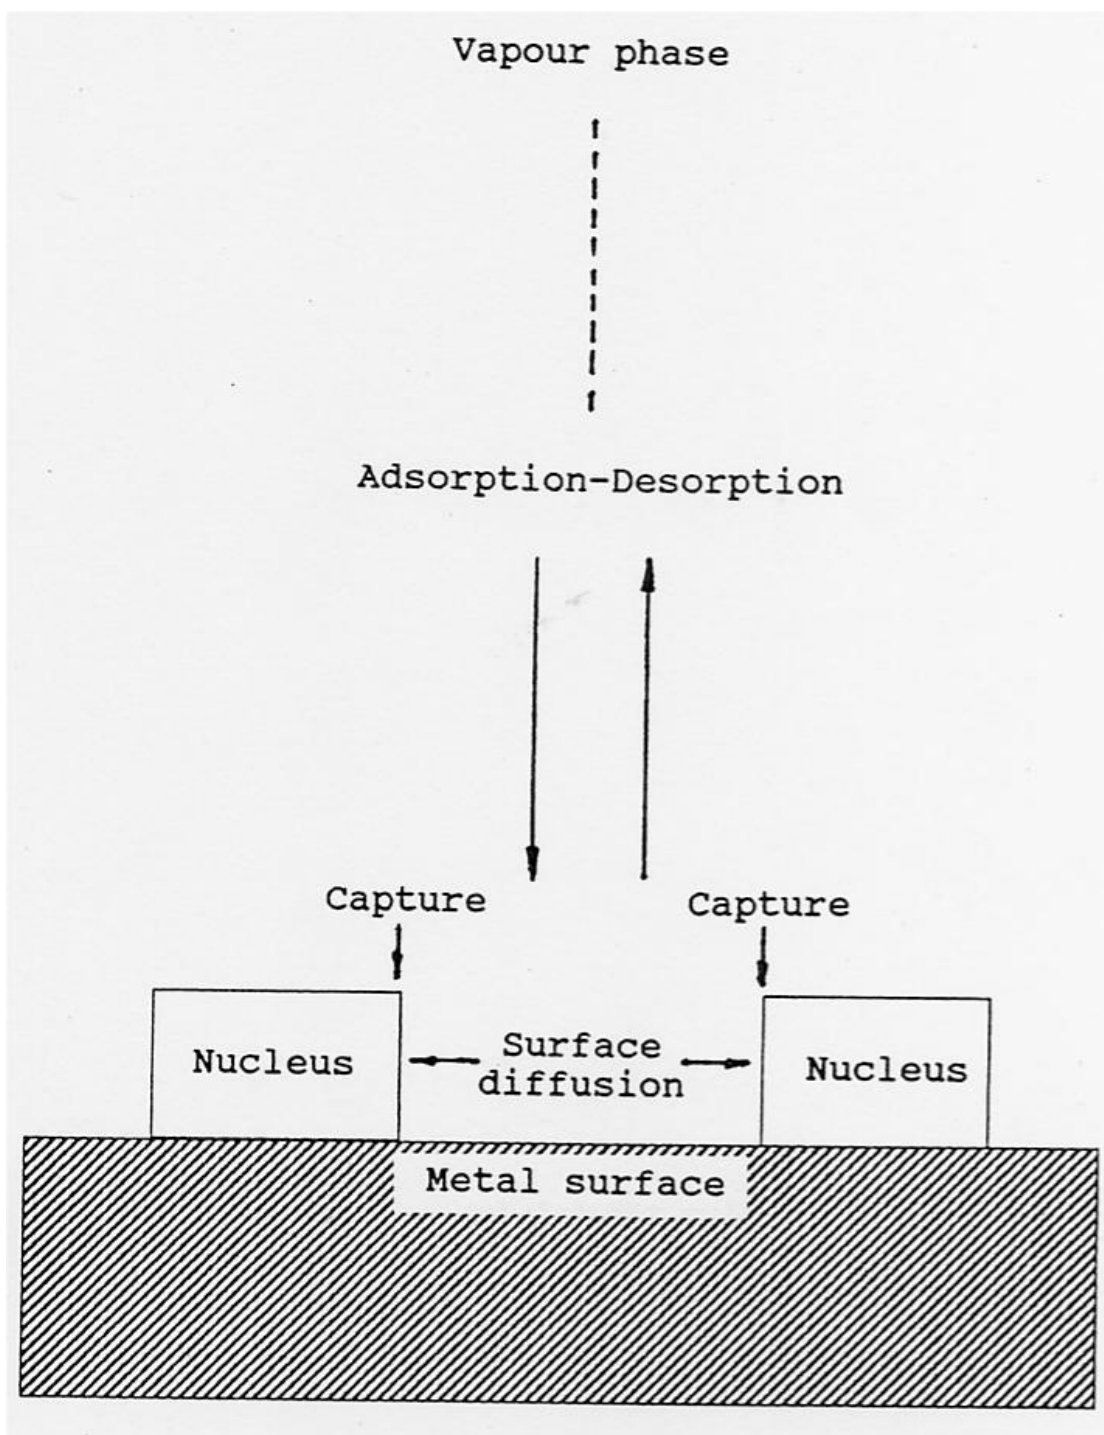 Vapour phase
Adsorption-Desorption
Capture
Capture
Nucleus
Surface
diffusion
Nucleus
Metal surface